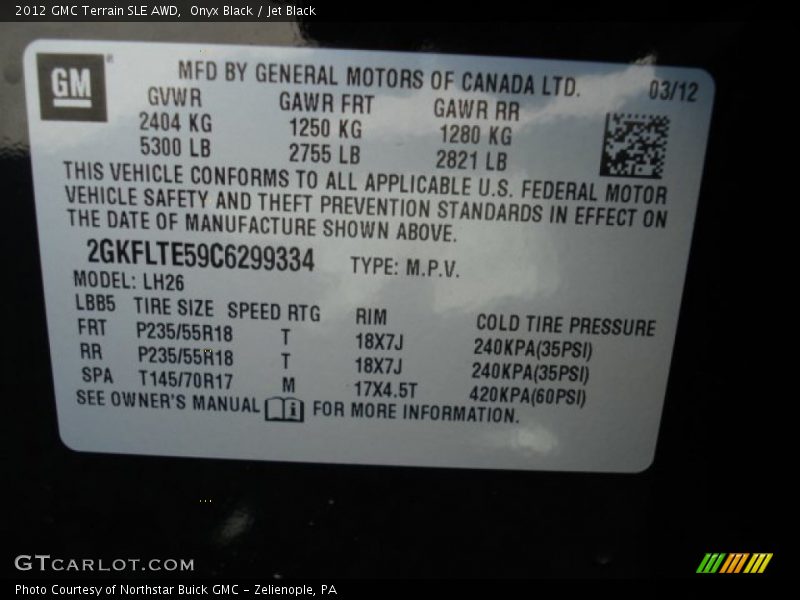 2012 GMC Terrain SLE AWD,  Onyx Black / Jet Black
GM
MFD BY GENERAL MOTORS OF CANADA LTD. 03/12
GVWR GAWR FRT GAWR RR
2404 KG 1250 KG 1280 KG
5300 LB 2755 LB 2821 LB
THIS VEHICLE CONFORMS TO ALL APPLICABLE U.S. FEDERAL MOTOR
VEHICLE SAFETY AND THEFT PREVENTION STANDARDS IN EFFECT ON
THE DATE OF MANUFACTURE SHOWN ABOVE.
2GKFLTE59C6299334 TYPE: M.P.V.
MODEL: LH26
LBB5 TIRE SIZE SPEED RTG RIM COLD TIRE PRESSURE
FRT P235/55R18 T 18X7J 240KPA(35PSI)
RR P235/55R18 T 18X7J 240KPA(35PSI)
SPA T145/70R17 M 17X4.5T 420KPA(60PSI)
SEE OWNER'S MANUAL FOR MORE INFORMATION.
GTCARLOT.COM
Photo Courtesy of Northstar Buick GMC - Zelienople, PA